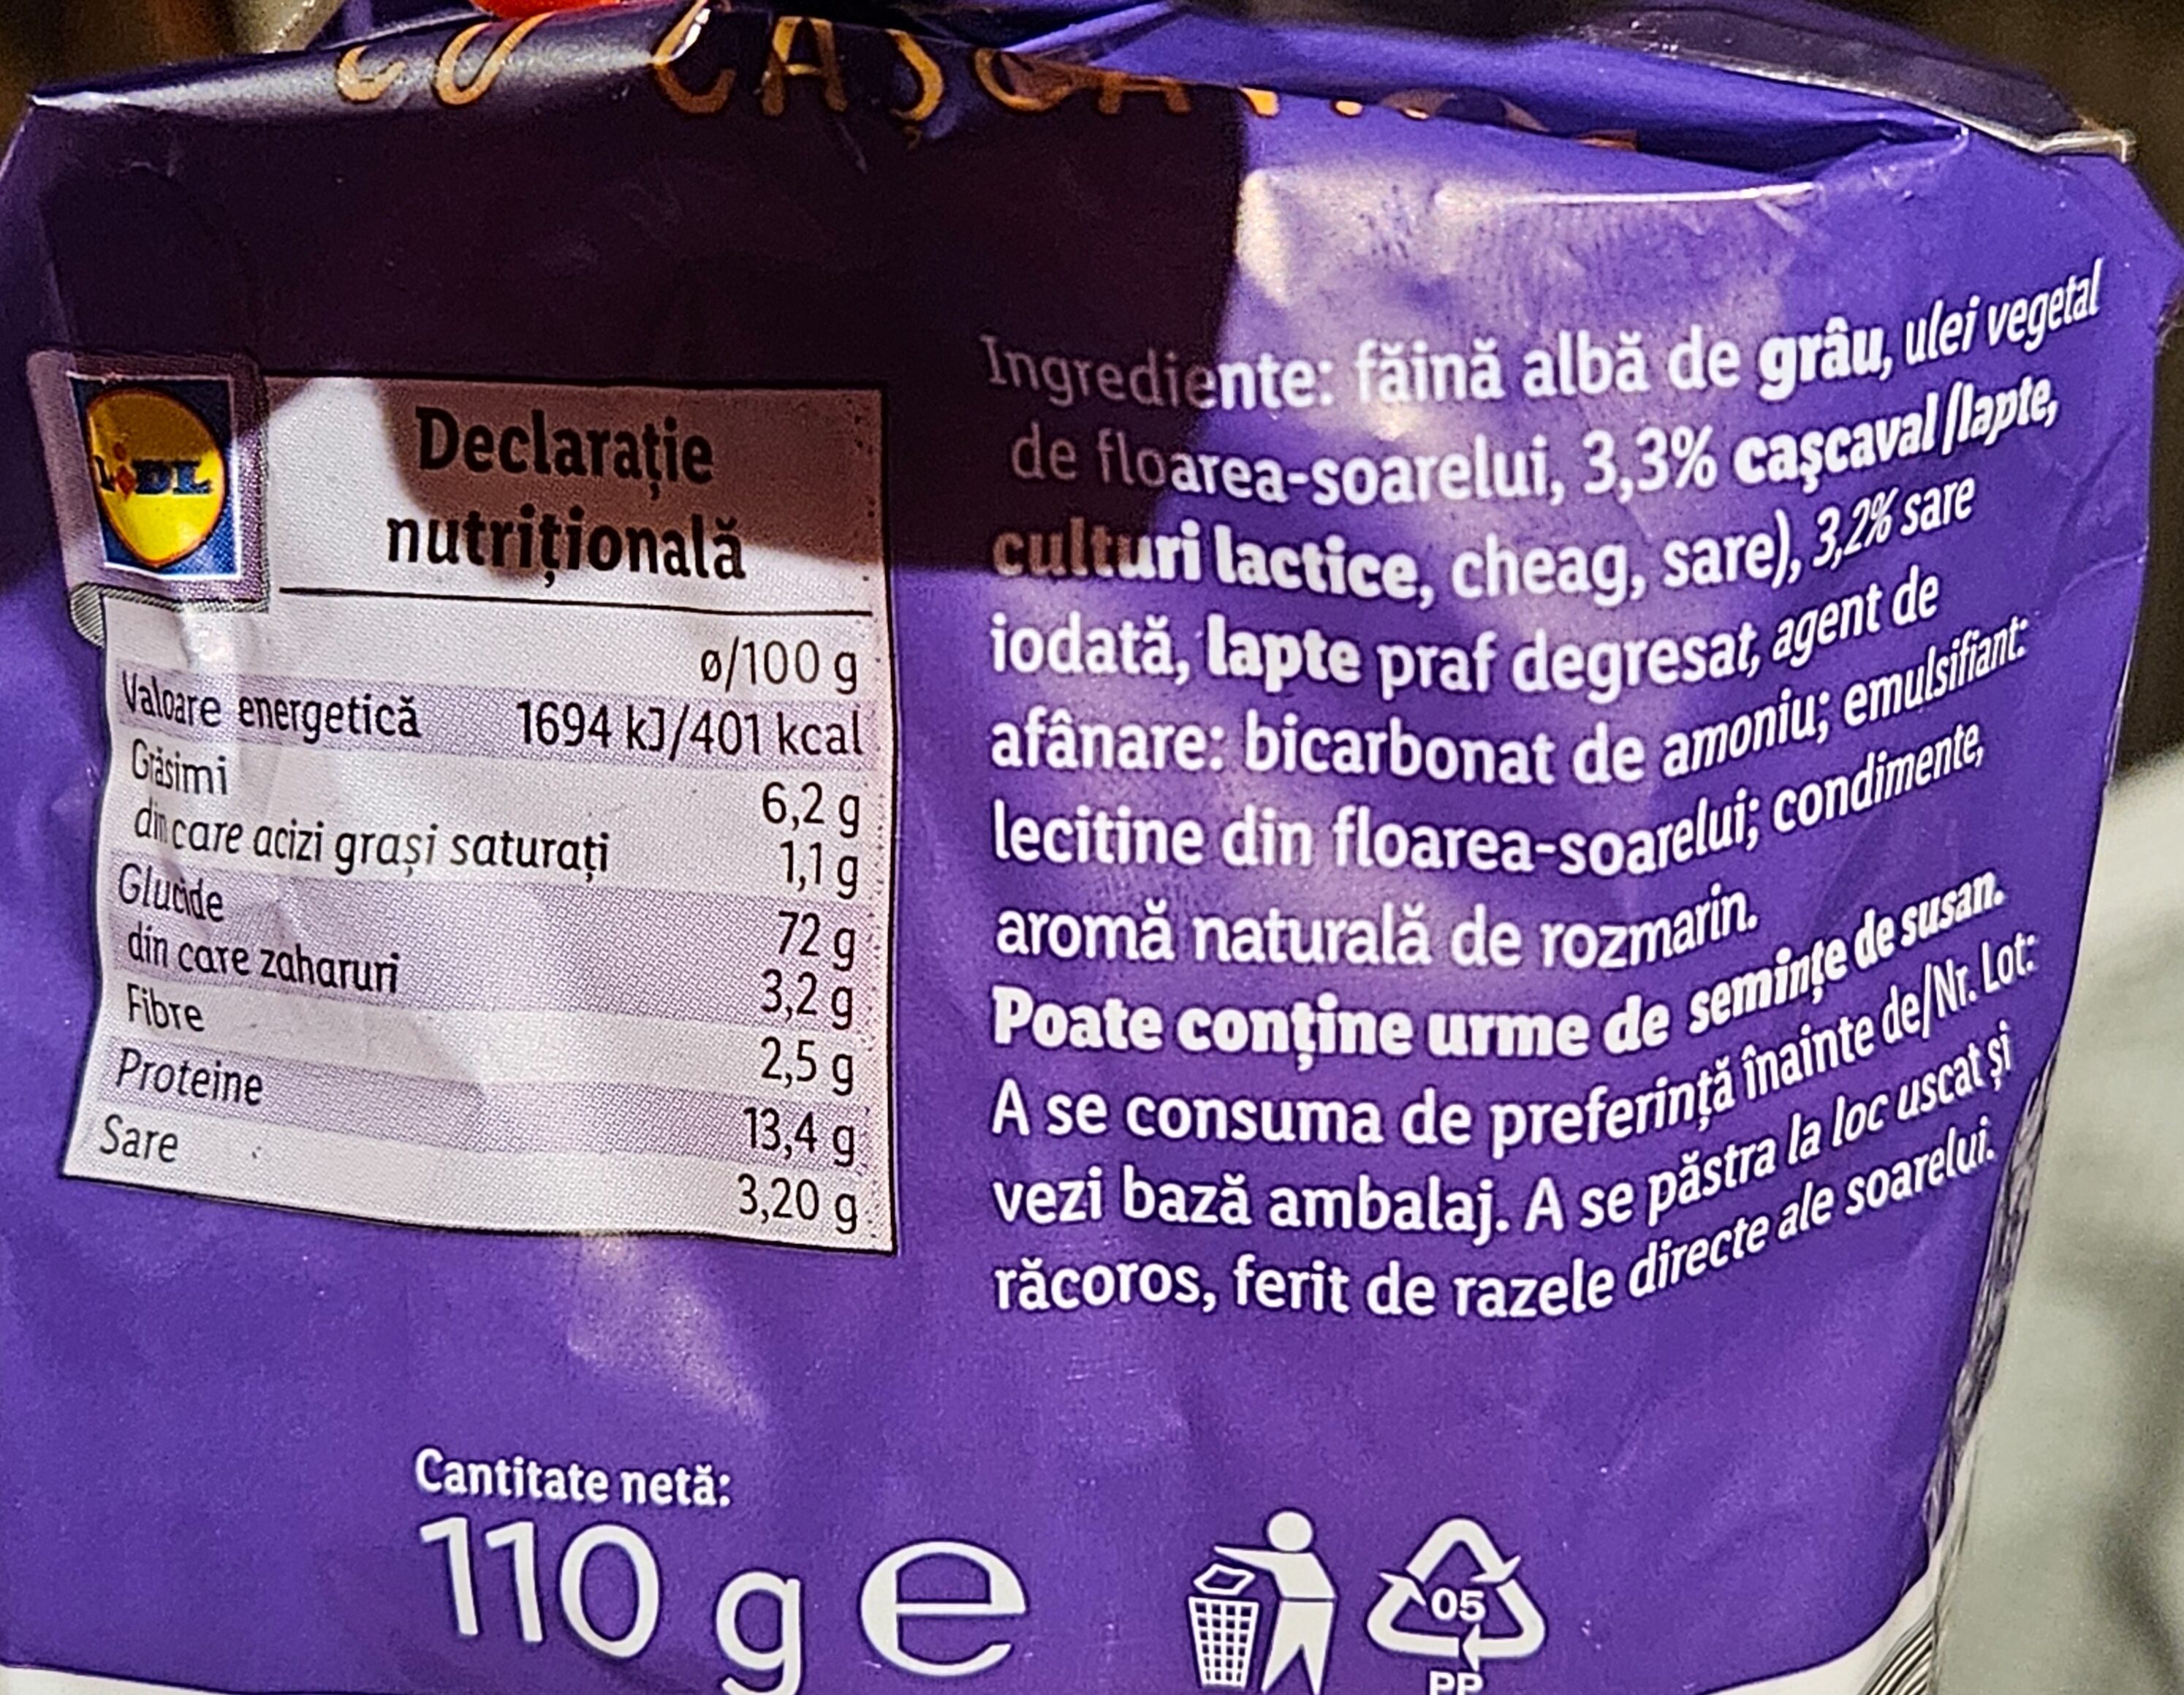 CU CAȘCAVAL
LIDL
Declarație
nutrițională
ø/100 g
Valoare energetică 1694 kJ/401 kcal
Grăsimi 6,2 g
din care acizi grași saturați 1,1 g
Glucide 72 g
din care zaharuri 3,2 g
Fibre 2,5 g
Proteine 13,4 g
Sare 3,20 g
Ingrediente: făină albă de grâu, ulei vegetal
de floarea-soarelui, 3,3% cașcaval (lapte,
culturi lactice, cheag, sare), 3,2% sare
iodată, lapte praf degresat, agent de
afânare: bicarbonat de amoniu; emulsifiant:
lecitine din floarea-soarelui; condimente,
aromă naturală de rozmarin.
Poate conține urme de semințe de susan.
A se consuma de preferință înainte de/Nr. Lot:
vezi bază ambalaj. A se păstra la loc uscat și
răcoros, ferit de razele directe ale soarelui.
Cantitate netă:
110 g e
05
PP